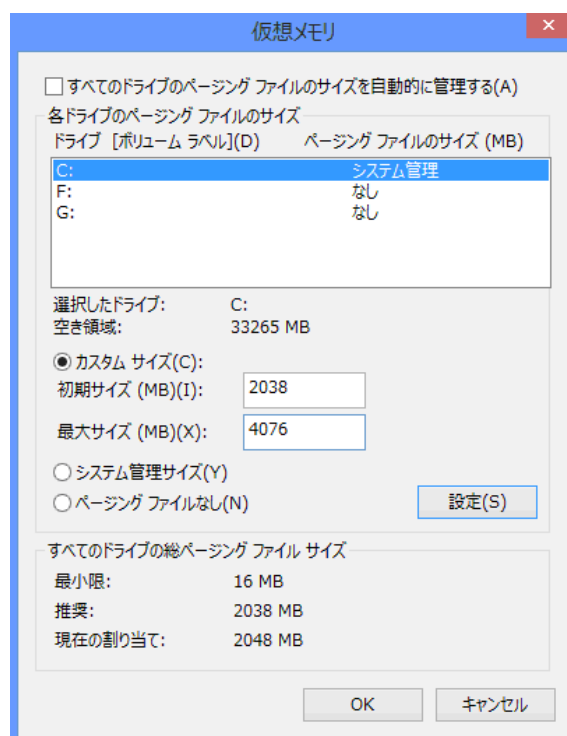 仮想メモリ
すべてのドライブのページング ファイルのサイズを自動的に管理する(A)
各ドライブのページング ファイルのサイズ
ドライブ [ボリューム ラベル](D) ページング ファイルのサイズ (MB)
C: システム管理
F: なし
G: なし
選択したドライブ: C:
空き領域: 33265 MB
カスタム サイズ(C):
初期サイズ (MB)(I): 2038
最大サイズ (MB)(X): 4076
システム管理サイズ(Y)
ページング ファイルなし(N) 設定(S)
すべてのドライブの総ページング ファイル サイズ
最小限: 16 MB
推奨: 2038 MB
現在の割り当て: 2048 MB
OK キャンセル